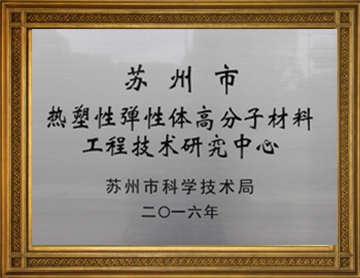 苏州市
热塑性弹性体高分子材料
工程技术研究中心
苏州市科学技术局
二〇一六年